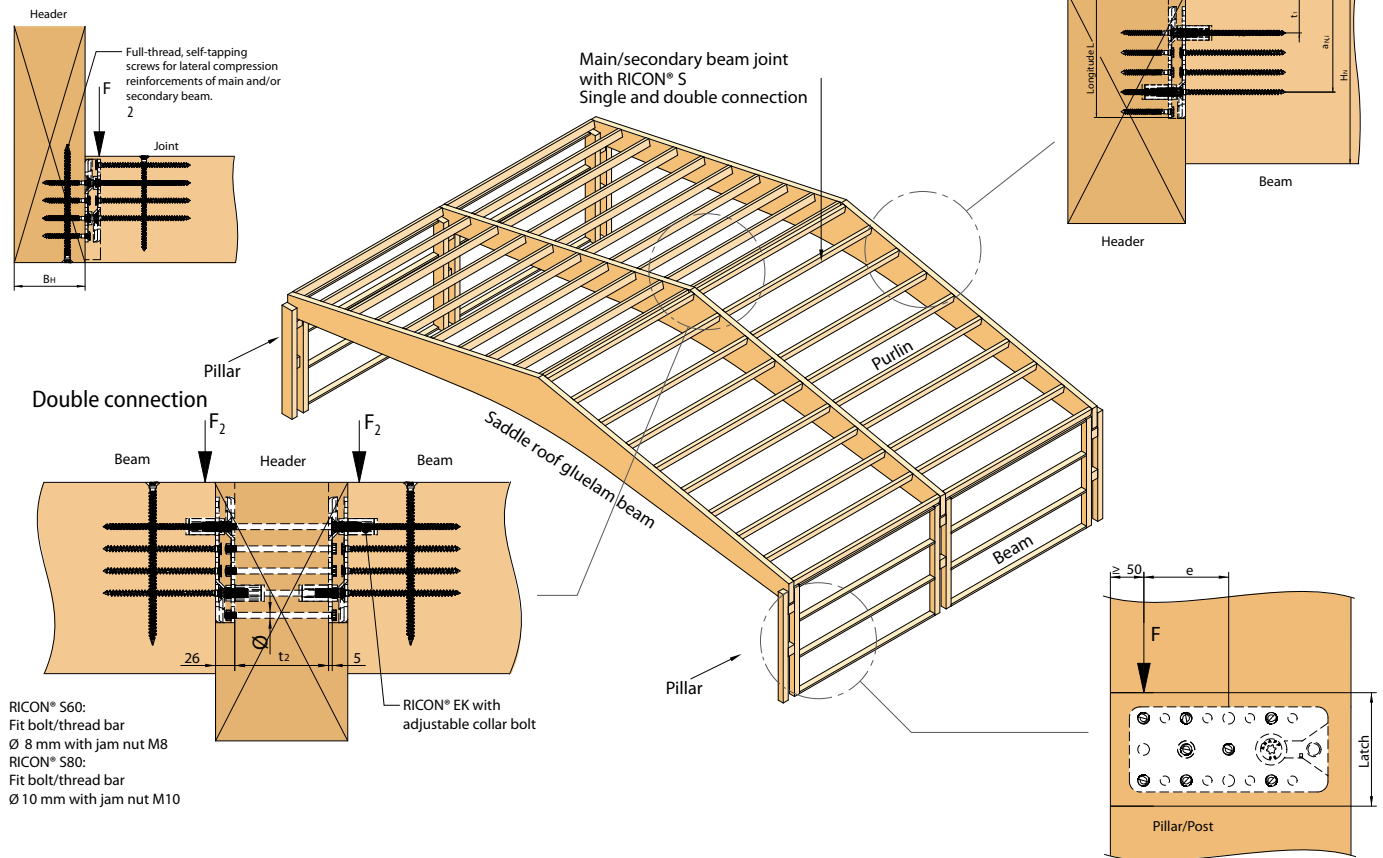 Header
Full-thread, self-tapping
screws for lateral compression
reinforcements of main and/or
secondary beam.
F
2
Joint
BH
Main/secondary beam joint
with RICON® S
Single and double connection
Longitude L
t1
aN,i
HN
Beam
Header
Pillar
Purlin
Saddle roof gluelam beam
Beam
Pillar
Double connection
F2
F2
Beam
Header
Beam
Ø
26
t2
5
RICON® EK with
adjustable collar bolt
RICON® S60:
Fit bolt/thread bar
Ø 8 mm with jam nut M8
RICON® S80:
Fit bolt/thread bar
Ø 10 mm with jam nut M10
≥ 50
e
F
Latch
Pillar/Post